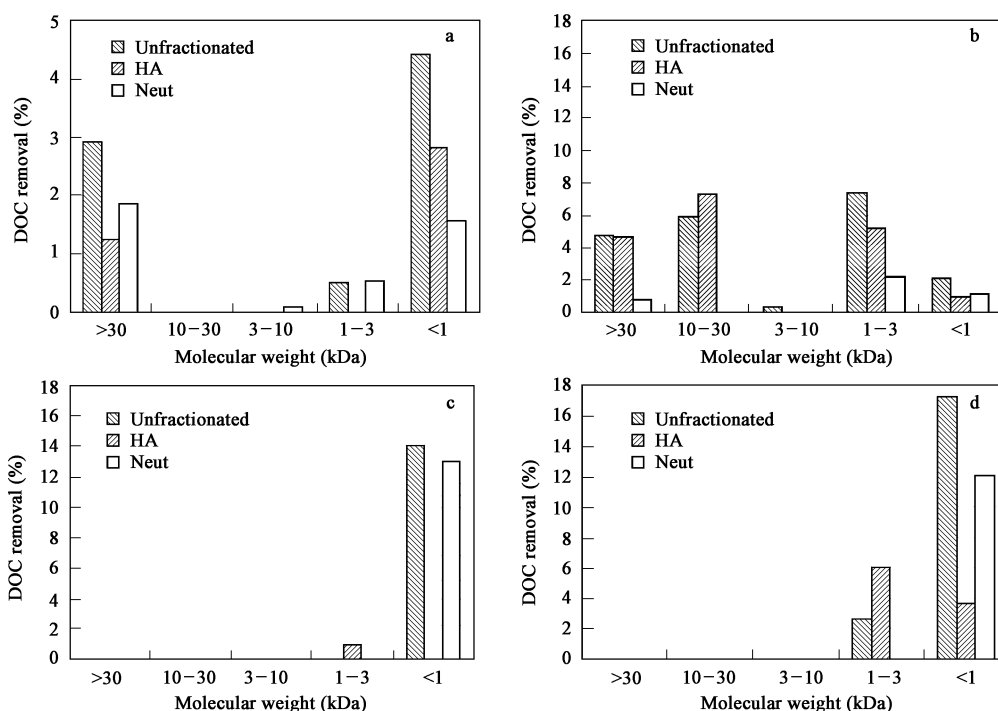 a
Unfractionated
HA
Neut
DOC removal (%)
5
4
3
2
1
0
>30 10−30 3−10 1−3 <1
Molecular weight (kDa)
b
Unfractionated
HA
Neut
DOC removal (%)
18
16
14
12
10
8
6
4
2
0
>30 10−30 3−10 1−3 <1
Molecular weight (kDa)
c
Unfractionated
HA
Neut
DOC removal (%)
18
16
14
12
10
8
6
4
2
0
>30 10−30 3−10 1−3 <1
Molecular weight (kDa)
d
Unfractionated
HA
Neut
DOC removal (%)
18
16
14
12
10
8
6
4
2
0
>30 10−30 3−10 1−3 <1
Molecular weight (kDa)